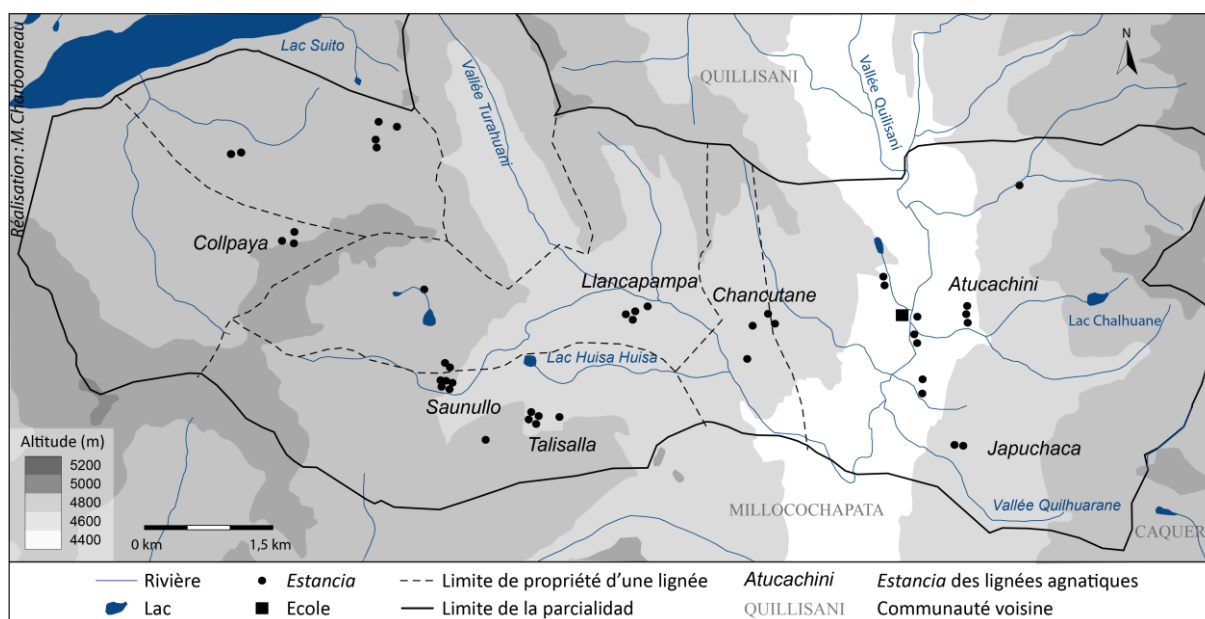 Réalisation : M. Charbonneau
Lac Suito
Vallée Turahuani
QUILLISANI
Vallée Quilisani
N
Collpaya
Llancapampa
Chancutane
Atucachini
Lac Chalhuane
Lac Huisa Huisa
Saunullo
Talisalla
Japuchaca
Vallée Quilhuarane
MILLOCOCHAPATA
CAQUER
Altitude (m)
5200
5000
4800
4600
4400
0 km 1,5 km
Rivière Estancia Limite de propriété d'une lignée Atucachini Estancia des lignées agnatiques
Lac Ecole Limite de la parcialidad QUILLISANI Communauté voisine